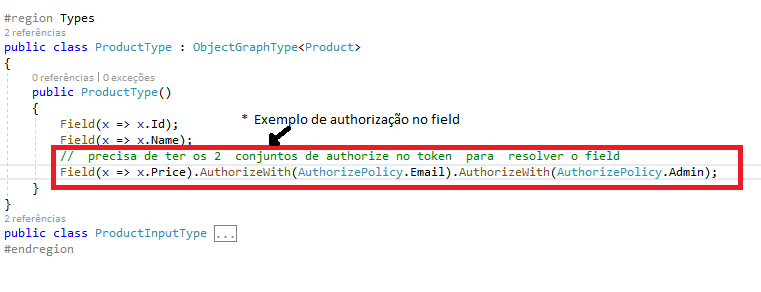 #region Types
2 referências
public class ProductType : ObjectGraphType<Product>
{
0 referências | 0 exceções
public ProductType()
{
* Exemplo de authorização no field
Field(x => x.Id);
Field(x => x.Name);
// precisa de ter os 2 conjuntos de authorize no token para resolver o field
Field(x => x.Price).AuthorizeWith(AuthorizePolicy.Email).AuthorizeWith(AuthorizePolicy.Admin);
}
}
2 referências
public class ProductInputType ...
#endregion